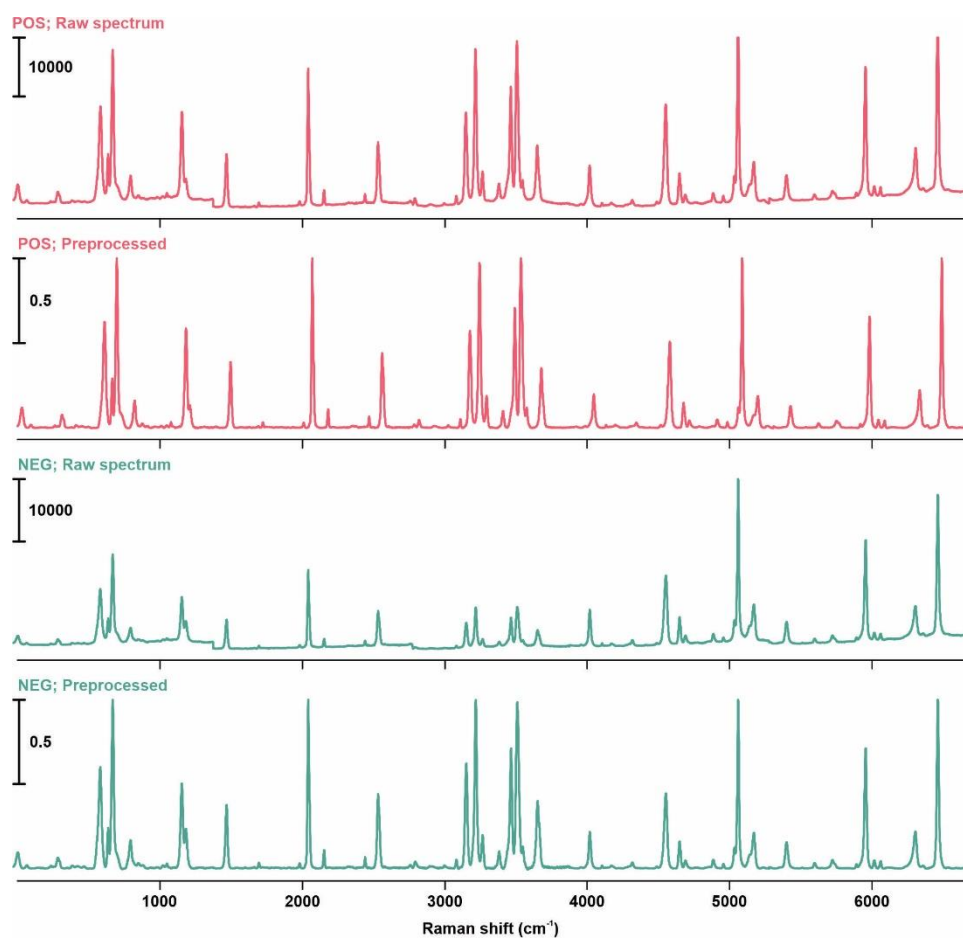 POS; Raw spectrum
10000
POS; Preprocessed
0.5
NEG; Raw spectrum
10000
NEG; Preprocessed
0.5
1000 2000 3000 4000 5000 6000
Raman shift (cm⁻¹)